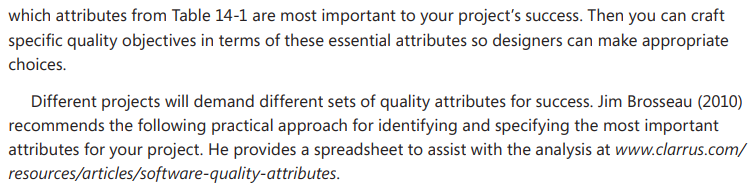 which attributes from Table 14-1 are most important to your project’s success. Then you can craft
specific quality objectives in terms of these essential attributes so designers can make appropriate
choices.
Different projects will demand different sets of quality attributes for success. Jim Brosseau (2010)
recommends the following practical approach for identifying and specifying the most important
attributes for your project. He provides a spreadsheet to assist with the analysis at www.clarrus.com/
resources/articles/software-quality-attributes.